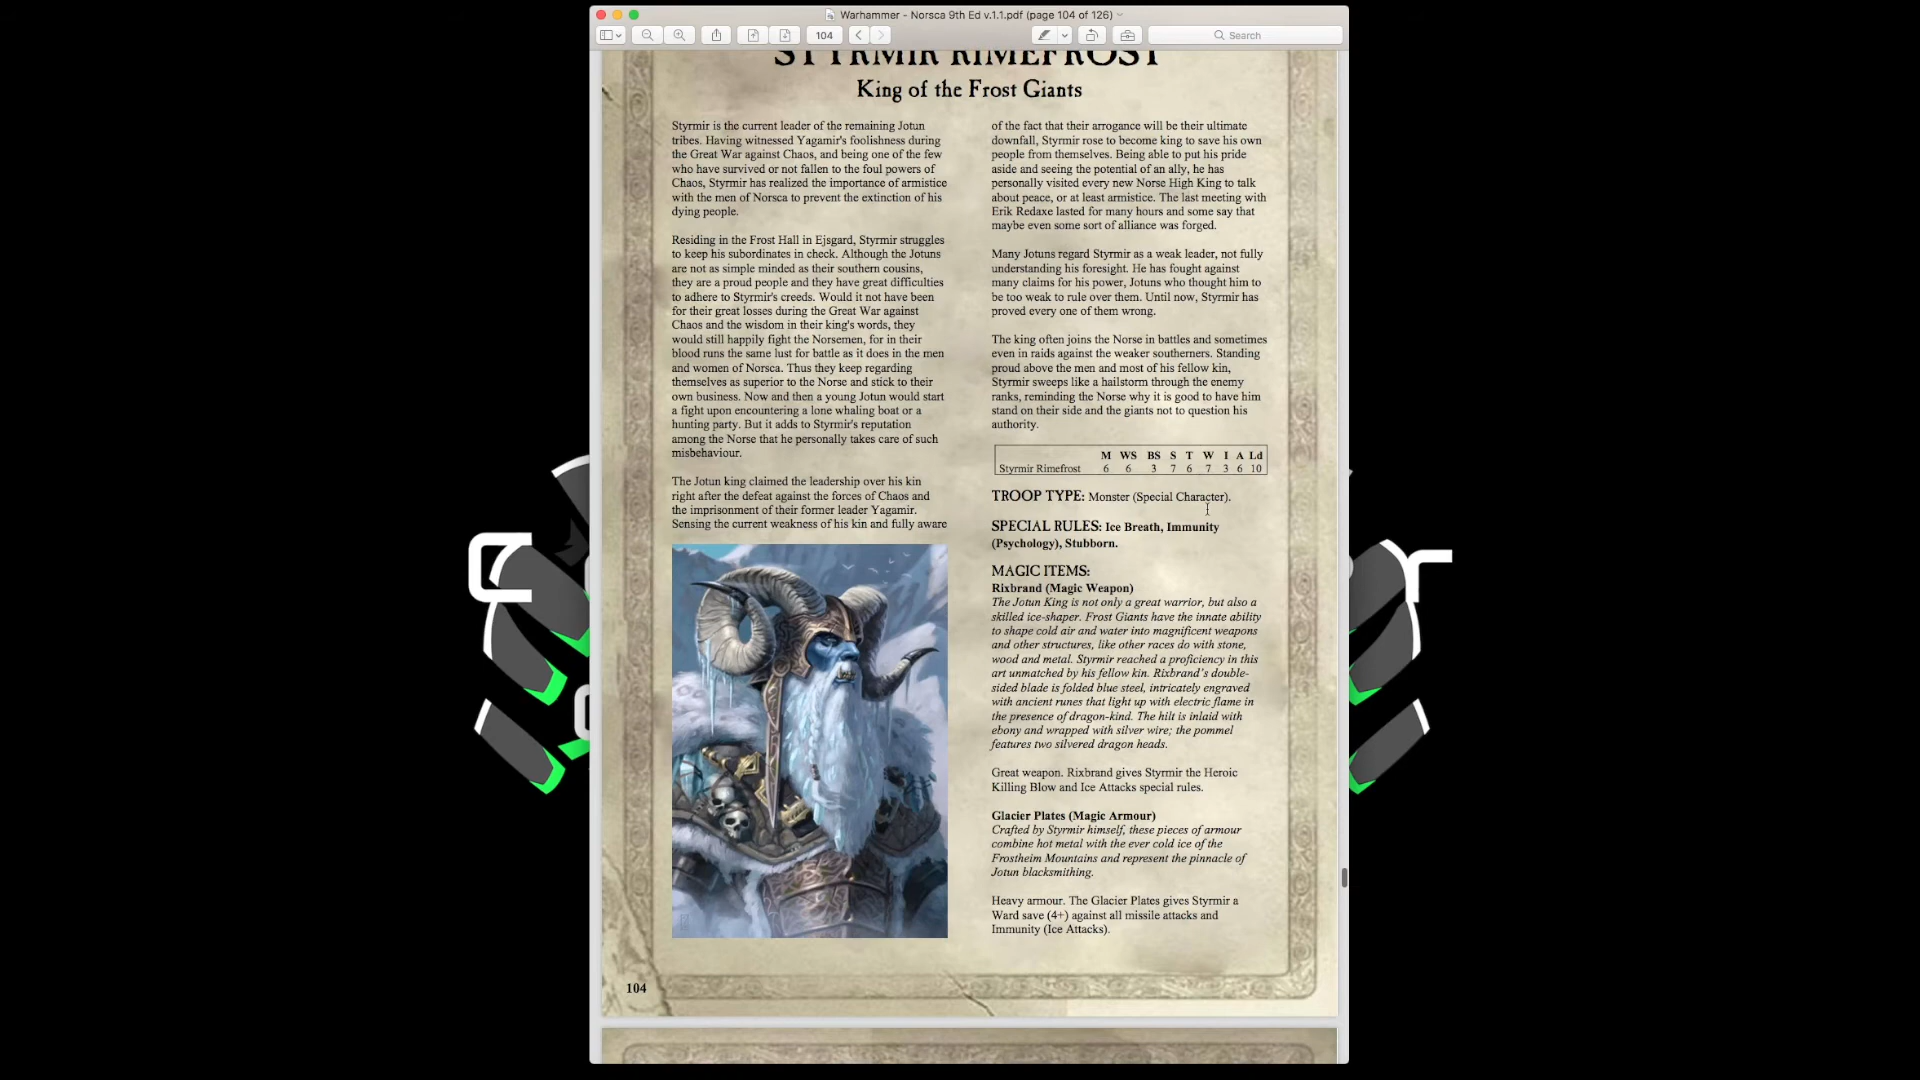 Warhammer - Norsca 9th Ed v.1.1.pdf (page 104 of 126)
104
Search
STYRMIR RIMEFROST
King of the Frost Giants
Styrmir is the current leader of the remaining Jotun
tribes. Having witnessed Yagamir's foolishness during
the Great War against Chaos, and being one of the few
who have survived or not fallen to the foul powers of
Chaos, Styrmir has realized the importance of armistice
with the men of Norsca to prevent the extinction of his
dying people.
Residing in the Frost Hall in Ejsgard, Styrmir struggles
to keep his subordinates in check. Although the Jotuns
are not as simple minded as their southern cousins,
they are a proud people and they have great difficulties
to adhere to Styrmir's creeds. Would it not have been
for their great losses during the Great War against
Chaos and the wisdom in their king's words, they
would still happily fight the Norsemen, for in their
blood runs the same lust for battle as it does in the men
and women of Norsca. Thus they keep regarding
themselves as superior to the Norse and stick to their
own business. Now and then a young Jotun would start
a fight upon encountering a lone whaling boat or a
hunting party. But it adds to Styrmir's reputation
among the Norse that he personally takes care of such
misbehaviour.
The Jotun king claimed the leadership over his kin
right after the defeat against the forces of Chaos and
the imprisonment of their former leader Yagamir.
Sensing the current weakness of his kin and fully aware
of the fact that their arrogance will be their ultimate
downfall, Styrmir rose to become king to save his own
people from themselves. Being able to put his pride
aside and seeing the potential of an ally, he has
personally visited every new Norse High King to talk
about peace, or at least armistice. The last meeting with
Erik Redaxe lasted for many hours and some say that
maybe even some sort of alliance was forged.
Many Jotuns regard Styrmir as a weak leader, not fully
understanding his foresight. He has fought against
many claims for his power, Jotuns who thought him to
be too weak to rule over them. Until now, Styrmir has
proved every one of them wrong.
The king often joins the Norse in battles and sometimes
even in raids against the weaker southerners. Standing
proud above the men and most of his fellow kin,
Styrmir sweeps like a hailstorm through the enemy
ranks, reminding the Norse why it is good to have him
stand on their side and the giants not to question his
authority.
M WS BS S T W I A Ld
Styrmir Rimefrost 6 6 3 7 6 7 3 6 10
TROOP TYPE: Monster (Special Character).
SPECIAL RULES: Ice Breath, Immunity
(Psychology), Stubborn.
MAGIC ITEMS:
Rixbrand (Magic Weapon)
The Jotun King is not only a great warrior, but also a
skilled ice-shaper. Frost Giants have the innate ability
to shape cold air and water into magnificent weapons
and other structures, like other races do with stone,
wood and metal. Styrmir reached a proficiency in this
art unmatched by his fellow kin. Rixbrand's double-
sided blade is folded blue steel, intricately engraved
with ancient runes that light up with electric flame in
the presence of dragon-kind. The hilt is inlaid with
ebony and wrapped with silver wire; the pommel
features two silvered dragon heads.
Great weapon. Rixbrand gives Styrmir the Heroic
Killing Blow and Ice Attacks special rules.
Glacier Plates (Magic Armour)
Crafted by Styrmir himself, these pieces of armour
combine hot metal with the ever cold ice of the
Frostheim Mountains and represent the pinnacle of
Jotun blacksmithing.
Heavy armour. The Glacier Plates gives Styrmir a
Ward save (4+) against all missile attacks and
Immunity (Ice Attacks).
104